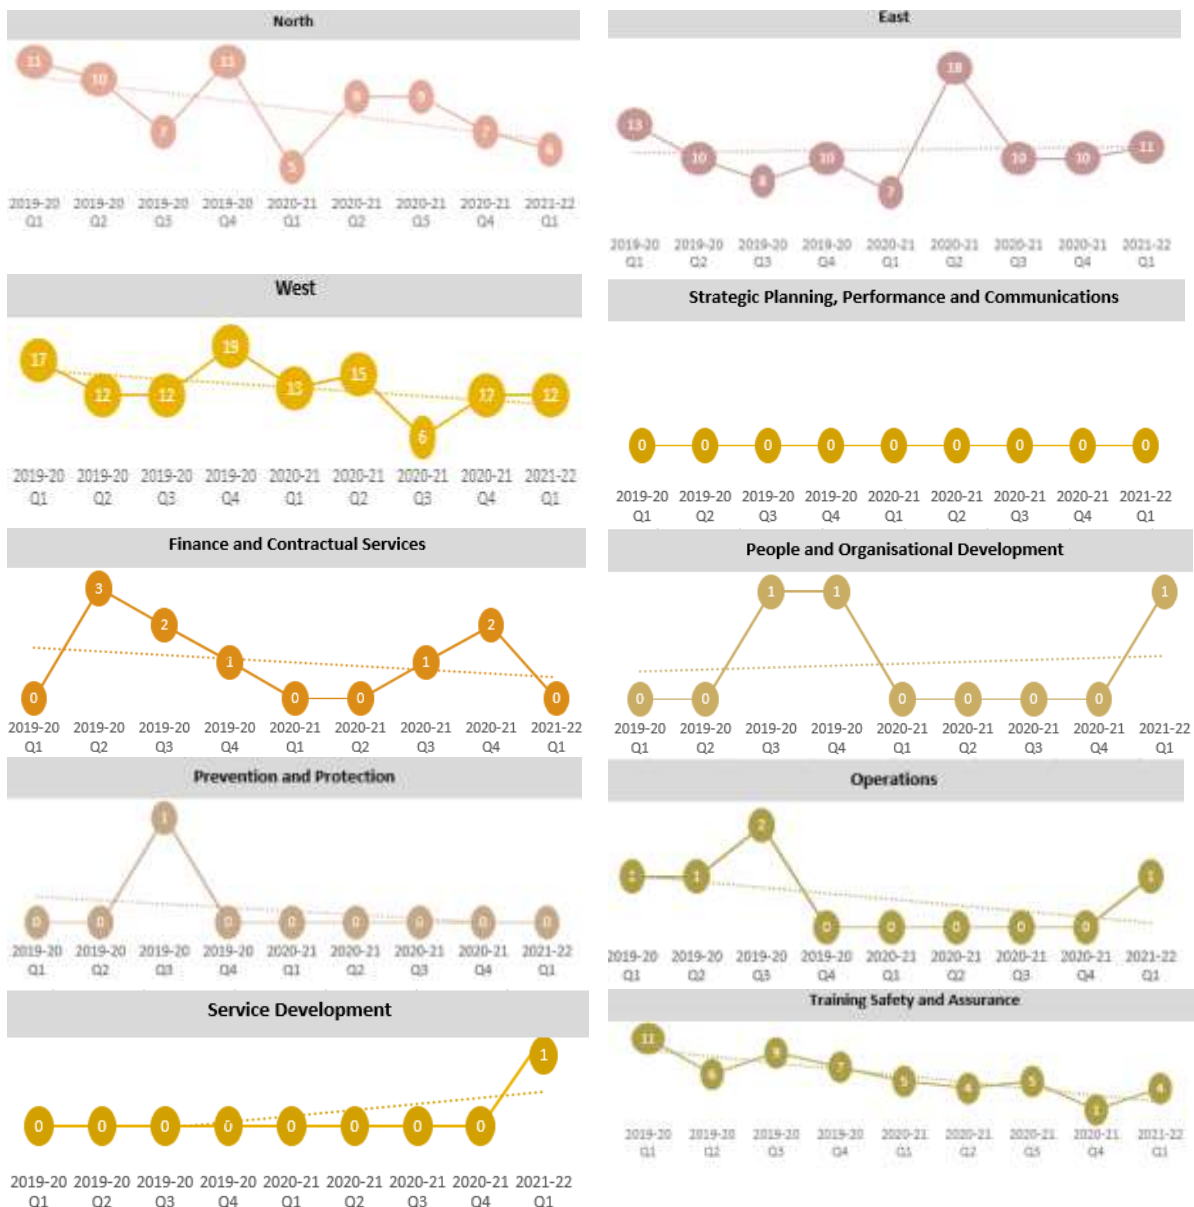 North
11 10 7 11 5 9 9 7 6
2019-20 2019-20 2019-20 2019-20 2020-21 2020-21 2020-21 2020-21 2021-22
Q1 Q2 Q3 Q4 Q1 Q2 Q3 Q4 Q1
East
13 10 8 10 7 18 10 10 11
2019-20 2019-20 2019-20 2019-20 2020-21 2020-21 2020-21 2020-21 2021-22
Q1 Q2 Q3 Q4 Q1 Q2 Q3 Q4 Q1
West
17 12 12 19 13 15 6 12 12
2019-20 2019-20 2019-20 2019-20 2020-21 2020-21 2020-21 2020-21 2021-22
Q1 Q2 Q3 Q4 Q1 Q2 Q3 Q4 Q1
Strategic Planning, Performance and Communications
0 0 0 0 0 0 0 0 0
2019-20 2019-20 2019-20 2019-20 2020-21 2020-21 2020-21 2020-21 2021-22
Q1 Q2 Q3 Q4 Q1 Q2 Q3 Q4 Q1
Finance and Contractual Services
0 3 2 1 0 0 1 2 0
2019-20 2019-20 2019-20 2019-20 2020-21 2020-21 2020-21 2020-21 2021-22
Q1 Q2 Q3 Q4 Q1 Q2 Q3 Q4 Q1
People and Organisational Development
0 0 1 1 0 0 0 0 1
2019-20 2019-20 2019-20 2019-20 2020-21 2020-21 2020-21 2020-21 2021-22
Q1 Q2 Q3 Q4 Q1 Q2 Q3 Q4 Q1
Prevention and Protection
0 0 1 0 0 0 0 0 0
2019-20 2019-20 2019-20 2019-20 2020-21 2020-21 2020-21 2020-21 2021-22
Q1 Q2 Q3 Q4 Q1 Q2 Q3 Q4 Q1
Operations
1 1 2 0 0 0 0 0 1
2019-20 2019-20 2019-20 2019-20 2020-21 2020-21 2020-21 2020-21 2021-22
Q1 Q2 Q3 Q4 Q1 Q2 Q3 Q4 Q1
Service Development
0 0 0 0 0 0 0 0 1
2019-20 2019-20 2019-20 2019-20 2020-21 2020-21 2020-21 2020-21 2021-22
Q1 Q2 Q3 Q4 Q1 Q2 Q3 Q4 Q1
Training Safety and Assurance
11 6 9 7 5 4 5 1 4
2019-20 2019-20 2019-20 2019-20 2020-21 2020-21 2020-21 2020-21 2021-22
Q1 Q2 Q3 Q4 Q1 Q2 Q3 Q4 Q1